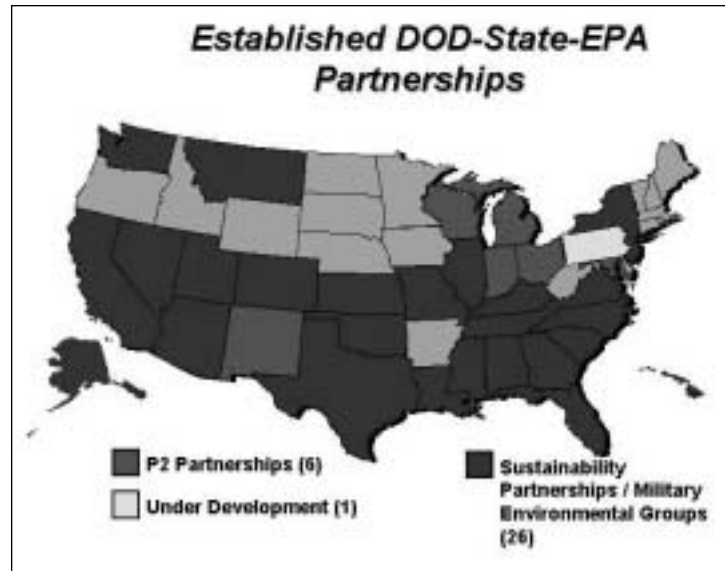 Established DOD-State-EPA
Partnerships
P2 Partnerships (6)
Under Development (1)
Sustainability
Partnerships / Military
Environmental Groups
(26)